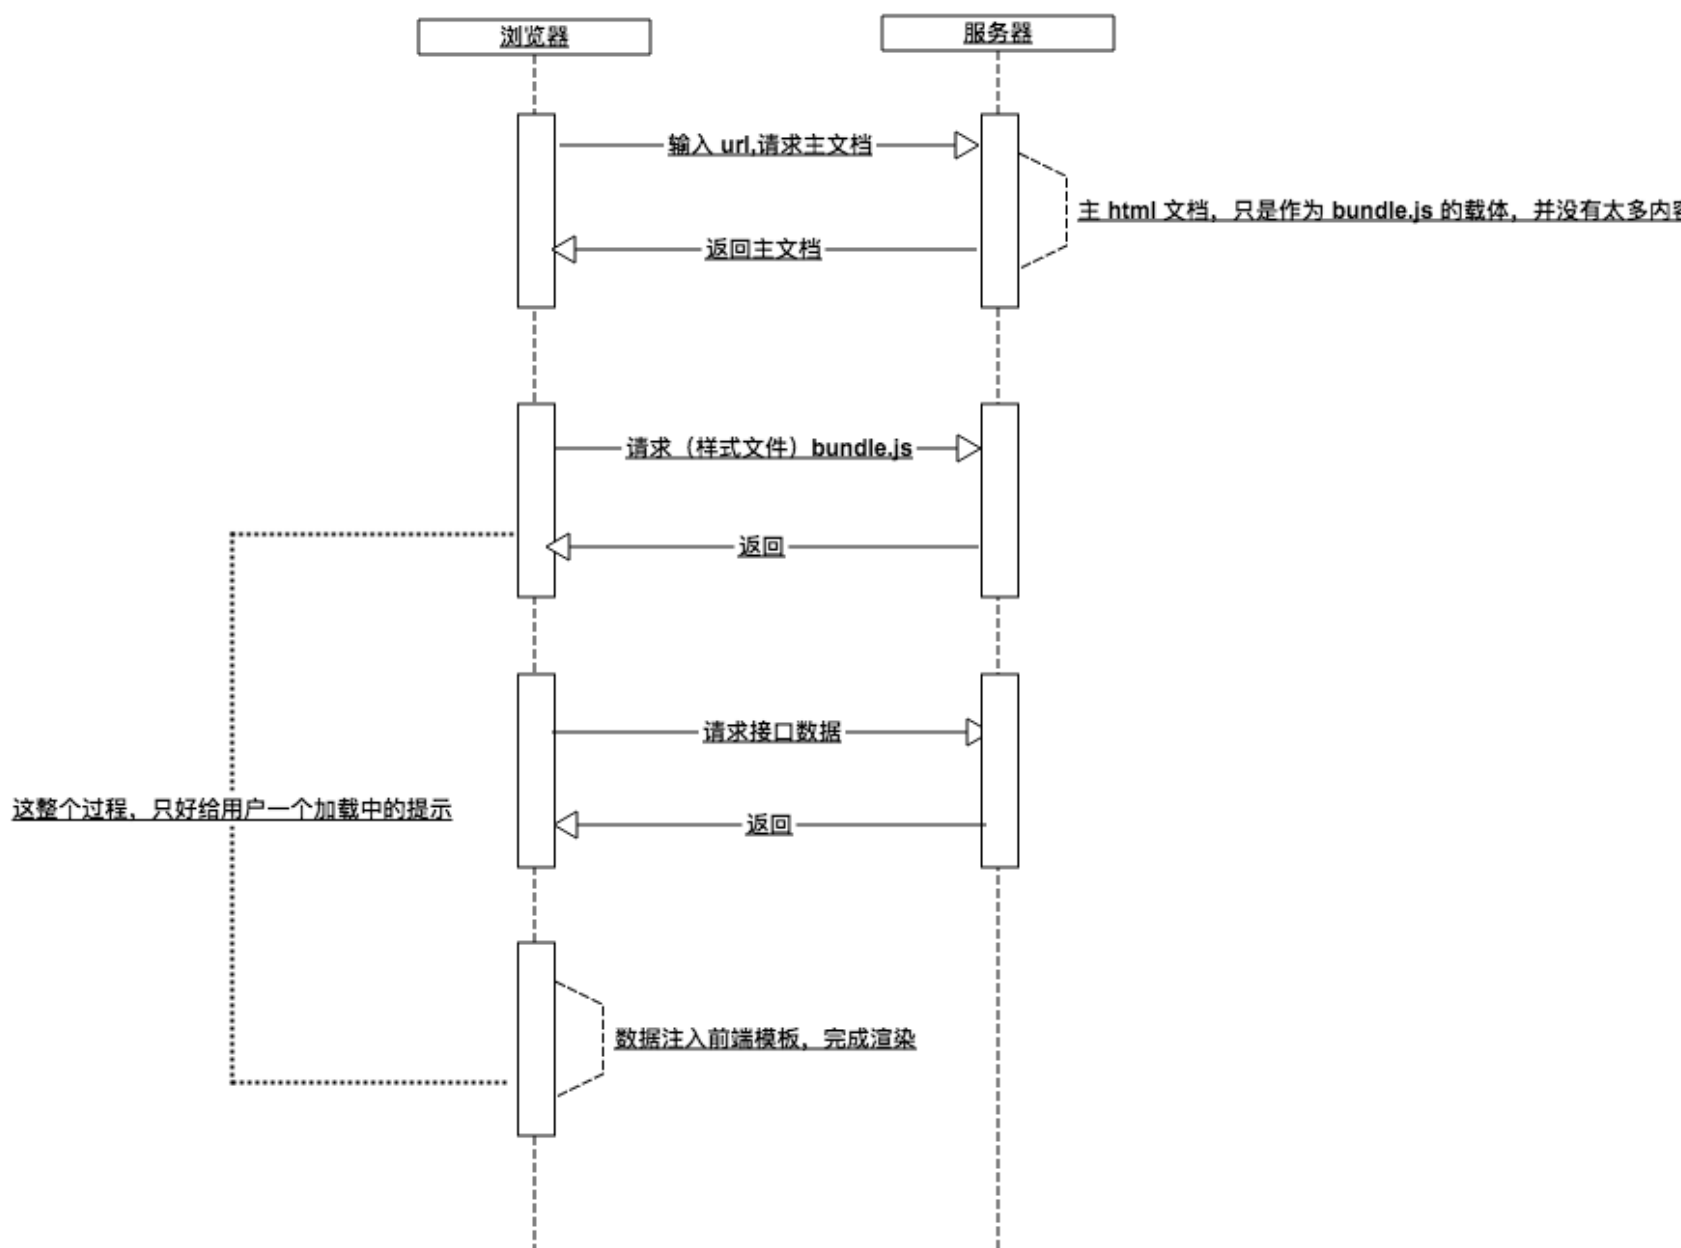 浏览器
服务器
输入 url,请求主文档
主 html 文档，只是作为 bundle.js 的载体，并没有太多内容
返回主文档
请求（样式文件）bundle.js
返回
请求接口数据
这整个过程，只好给用户一个加载中的提示
返回
数据注入前端模板，完成渲染